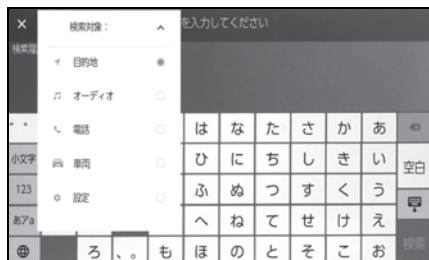 検索対象：
を入力してください
検索履
目的地
オーディオ
電話
車両
設定
゛゜ は な た さ か あ
小文字 ひ に ち し き い 空白
123 ふ ぬ つ す く う
あアa へ ね て せ け え
ろ 、。 も ほ の と そ こ お 検索